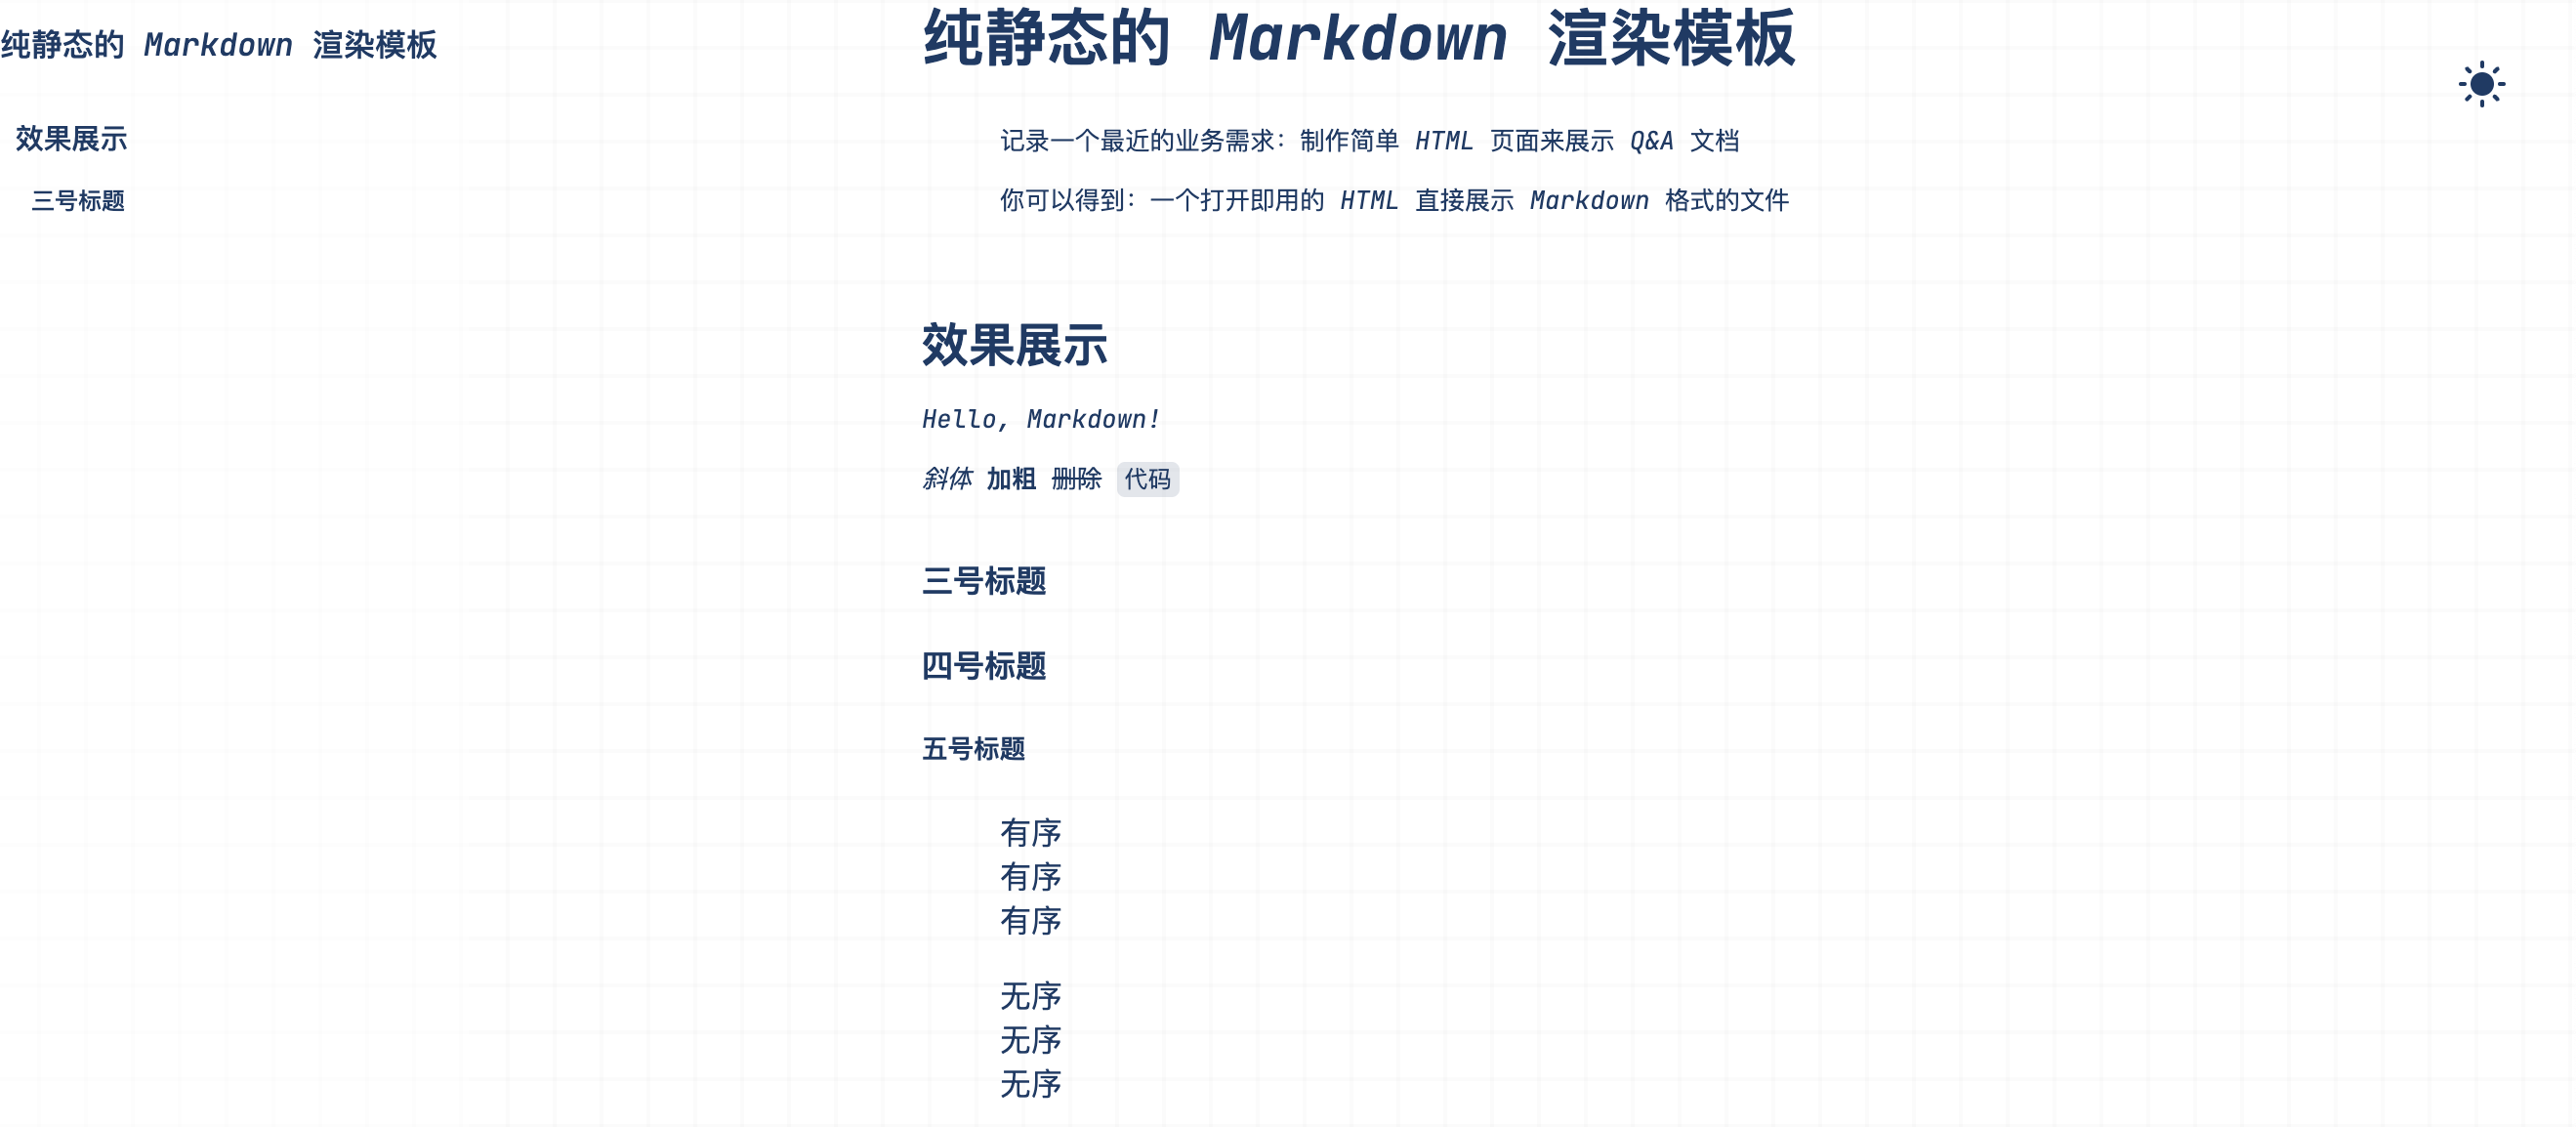 纯静态的 Markdown 渲染模板
效果展示
三号标题
纯静态的 Markdown 渲染模板
记录一个最近的业务需求：制作简单 HTML 页面来展示 Q&A 文档
你可以得到：一个打开即用的 HTML 直接展示 Markdown 格式的文件
效果展示
Hello, Markdown!
斜体 加粗 删除 代码
三号标题
四号标题
五号标题
有序
有序
有序
无序
无序
无序